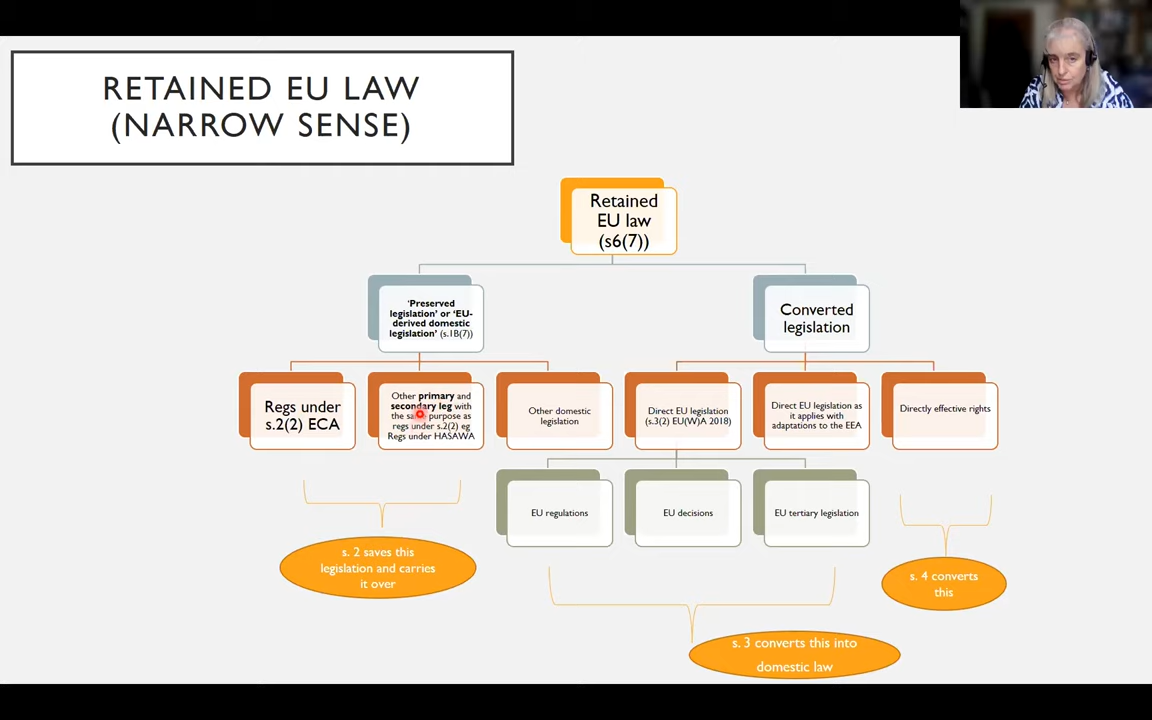 RETAINED EU LAW
(NARROW SENSE)
Retained
EU law
(s6(7))
'Preserved
legislation' or 'EU-
derived domestic
legislation' (s.1B(7))
Converted
legislation
Regs under
s.2(2) ECA
Other primary and
secondary leg with
the purpose as
regs under s.2(2) eg
Regs under HASAWA
Other domestic
legislation
Direct EU legislation
(s.3(2) EU(W)A 2018)
Direct EU legislation as
it applies with
adaptations to the EEA
Directly effective rights
EU regulations
EU decisions
EU tertiary legislation
s. 2 saves this
legislation and carries
it over
s. 4 converts
this
s. 3 converts this into
domestic law